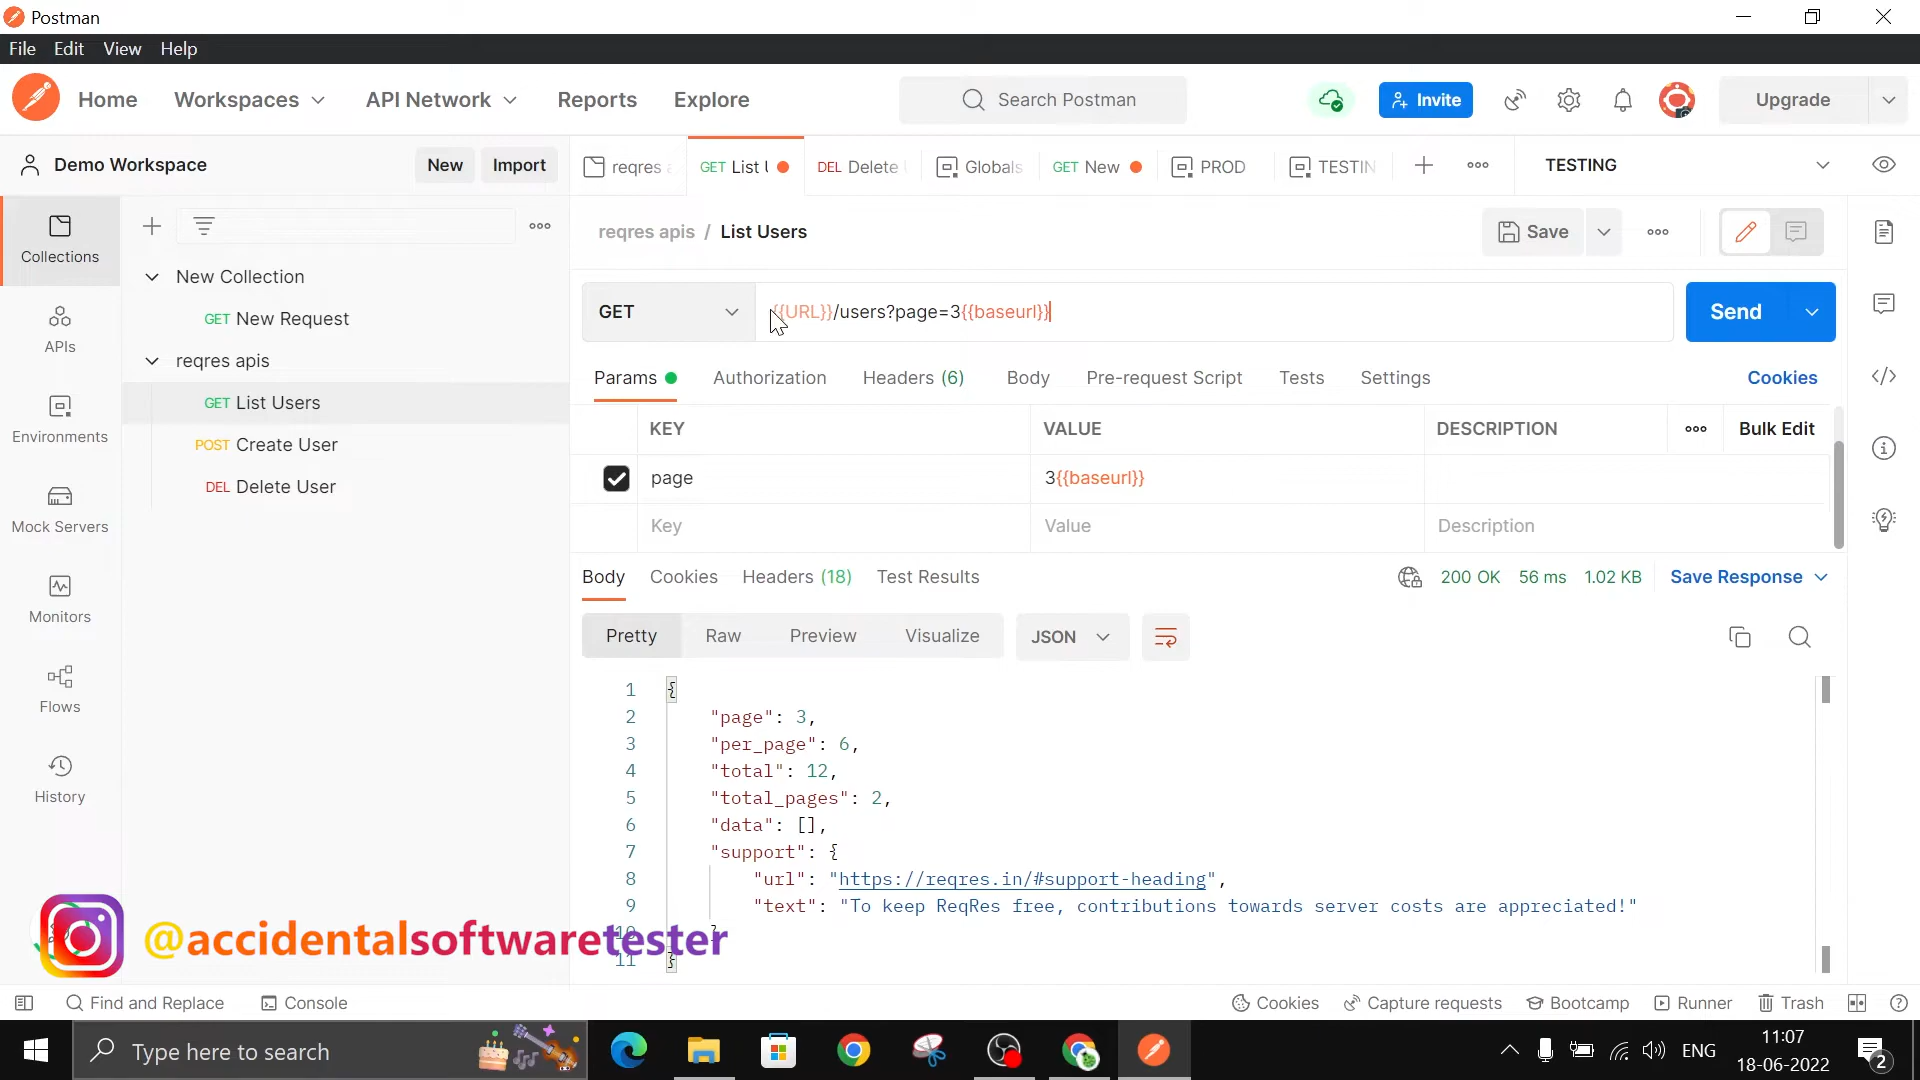 Postman
File Edit View Help
Home Workspaces API Network Reports Explore Search Postman Invite Upgrade
Demo Workspace New Import reqres a GET List U DEL Delete Globals GET New PROD TESTIN TESTING
Collections
APIs
Environments
Mock Servers
Monitors
Flows
History
New Collection
GET New Request
reqres apis
GET List Users
POST Create User
DEL Delete User
reqres apis / List Users Save
GET {{URL}}/users?page=3{{baseurl}} Send
Params Authorization Headers (6) Body Pre-request Script Tests Settings Cookies
KEY VALUE DESCRIPTION Bulk Edit
page 3{{baseurl}}
Key Value Description
Body Cookies Headers (18) Test Results 200 OK 56 ms 1.02 KB Save Response
Pretty Raw Preview Visualize JSON
1 {
2 "page": 3,
3 "per_page": 6,
4 "total": 12,
5 "total_pages": 2,
6 "data": [],
7 "support": {
8 "url": "https://reqres.in/#support-heading",
9 "text": "To keep ReqRes free, contributions towards server costs are appreciated!"
10 }
11 }
@accidentalsoftwaretester
Find and Replace Console Cookies Capture requests Bootcamp Runner Trash
Type here to search ENG 11:07
18-06-2022
2